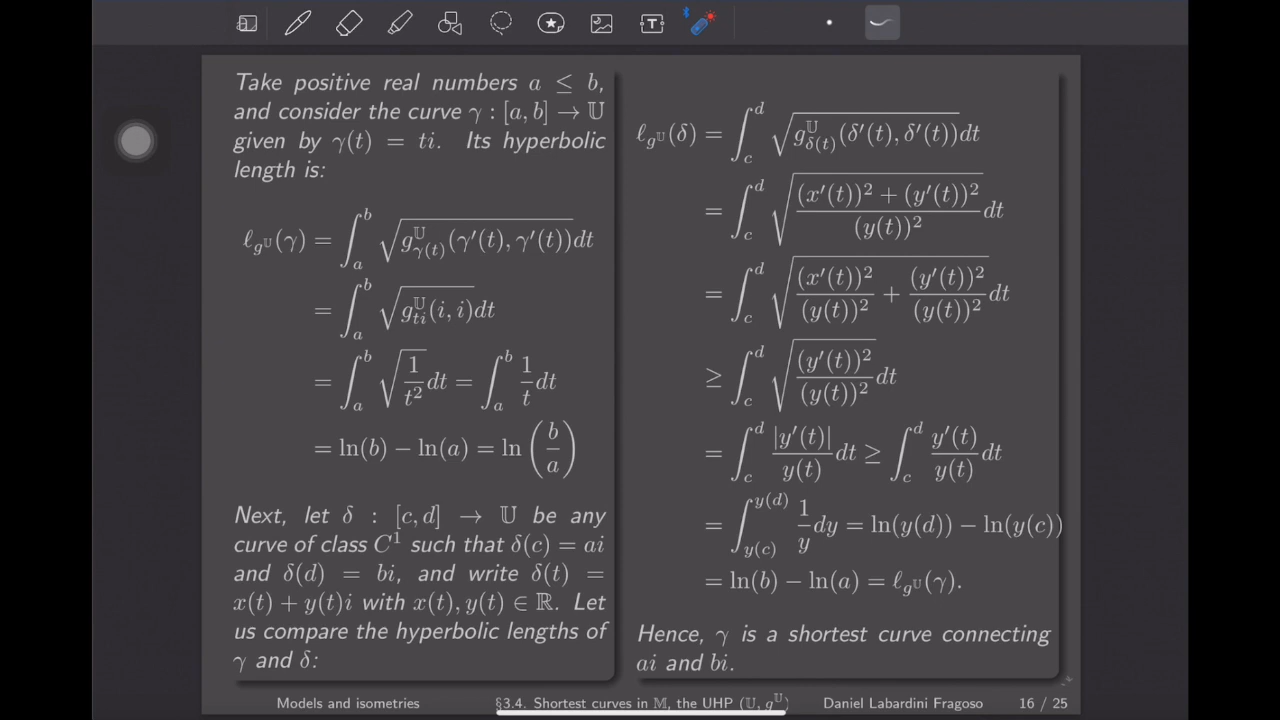 Take positive real numbers a ≤ b,
and consider the curve γ : [a, b] → 𝕌
given by γ(t) = ti. Its hyperbolic
length is:
ℓ_{g^𝕌}(γ) = ∫_a^b √(g^𝕌_{γ(t)}(γ′(t), γ′(t))) dt
= ∫_a^b √(g^𝕌_{ti}(i, i)) dt
= ∫_a^b √(1/t²) dt = ∫_a^b 1/t dt
= ln(b) − ln(a) = ln(b/a)
Next, let δ : [c, d] → 𝕌 be any
curve of class C¹ such that δ(c) = ai
and δ(d) = bi, and write δ(t) =
x(t) + y(t)i with x(t), y(t) ∈ ℝ. Let
us compare the hyperbolic lengths of
γ and δ:
ℓ_{g^𝕌}(δ) = ∫_c^d √(g^𝕌_{δ(t)}(δ′(t), δ′(t))) dt
= ∫_c^d √(((x′(t))² + (y′(t))²)/(y(t))²) dt
= ∫_c^d √((x′(t))²/(y(t))² + (y′(t))²/(y(t))²) dt
≥ ∫_c^d √((y′(t))²/(y(t))²) dt
= ∫_c^d |y′(t)|/y(t) dt ≥ ∫_c^d y′(t)/y(t) dt
= ∫_{y(c)}^{y(d)} 1/y dy = ln(y(d)) − ln(y(c))
= ln(b) − ln(a) = ℓ_{g^𝕌}(γ).
Hence, γ is a shortest curve connecting
ai and bi.
Models and isometries §3.4. Shortest curves in 𝕄, the UHP (𝕌, g^𝕌) Daniel Labardini Fragoso 16 / 25